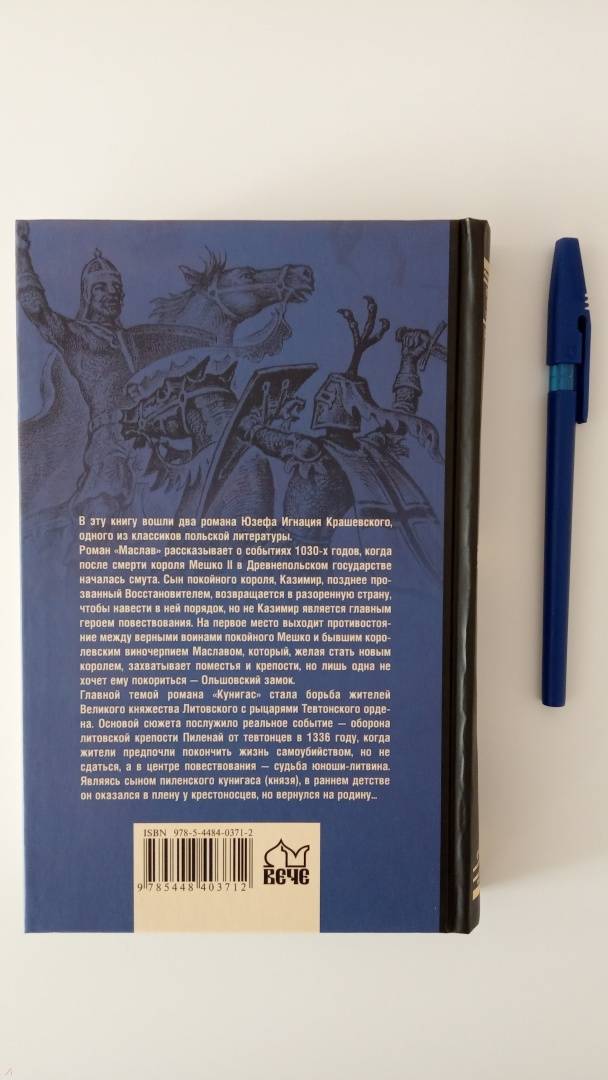 В эту книгу вошли два романа Юзефа Игнация Крашевского,
одного из классиков польской литературы.
Роман «Маслав» рассказывает о событиях 1030-х годов, когда
после смерти короля Мешко II в Древнепольском государстве
началась смута. Сын покойного короля, Казимир, позднее про-
званный Восстановителем, возвращается в разоренную страну,
чтобы навести в ней порядок, но не Казимир является главным
героем повествования. На первое место выходит противостоя-
ние между верными воинами покойного Мешко и бывшим коро-
левским виночерпием Маславом, который, желая стать новым
королем, захватывает поместья и крепости, но лишь одна не
хочет ему покориться — Ольшовский замок.
Главной темой романа «Кунигас» стала борьба жителей
Великого княжества Литовского с рыцарями Тевтонского орде-
на. Основой сюжета послужило реальное событие — оборона
литовской крепости Пиленай от тевтонцев в 1336 году, когда
жители предпочли покончить жизнь самоубийством, но не
сдаться, а в центре повествования — судьба юноши-литвина.
Являясь сыном пиленского кунигаса (князя), в раннем детстве
он оказался в плену у крестоносцев, но вернулся на родину...
ISBN 978-5-4484-0371-2
9 785448 403712
ВЕЧЕ